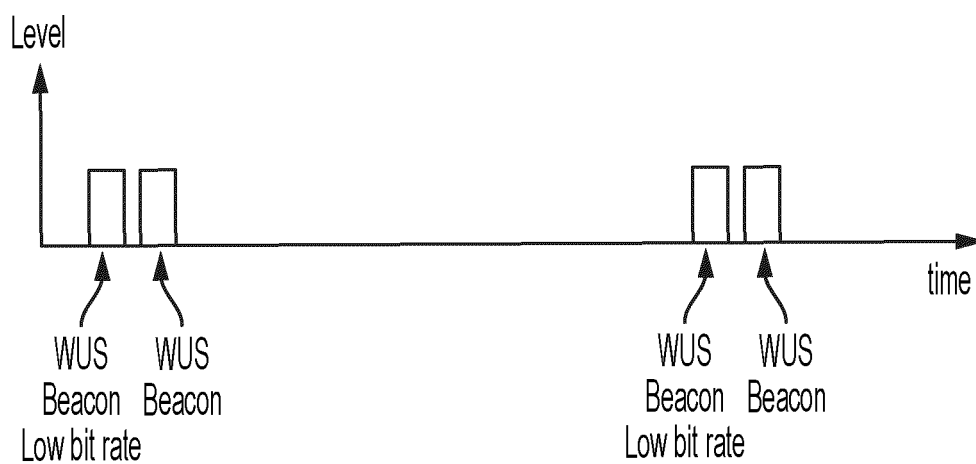 Level
time
WUS
Beacon
Low bit rate
WUS
Beacon
WUS
Beacon
Low bit rate
WUS
Beacon